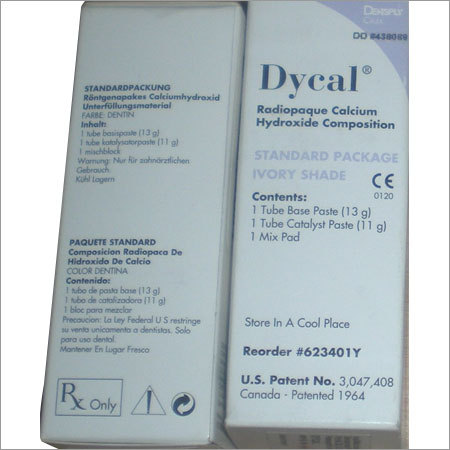 STANDARDPACKUNG
Röntgenopakes Calciumhydroxid
Unterfüllungsmaterial
FARBE: DENTIN
Inhalt:
1 tube basispaste (13 g)
1 tube katalysatorpaste (11 g)
1 mischblock
Warnung: Nur für zahnärztlichen
Gebrauch
Kühl Lagern
PAQUETE STANDARD
Composicion Radiopaca De
Hidroxido De Calcio
COLOR DENTINA
Contenido:
1 tubo de pasta base (13 g)
1 tubo de catalizadora (11 g)
1 bloc para mezclar
Precaucion: La Ley Federal U S restringe
su venta unicamente a dentistas. Solo
para uso dental.
Mantener En Lugar Fresco
Rx Only
DENTSPLY
Caulk
DO #438069
Dycal®
Radiopaque Calcium
Hydroxide Composition
STANDARD PACKAGE
IVORY SHADE
CE
0120
Contents:
1 Tube Base Paste (13 g)
1 Tube Catalyst Paste (11 g)
1 Mix Pad
Store In A Cool Place
Reorder #623401Y
U.S. Patent No. 3,047,408
Canada - Patented 1964